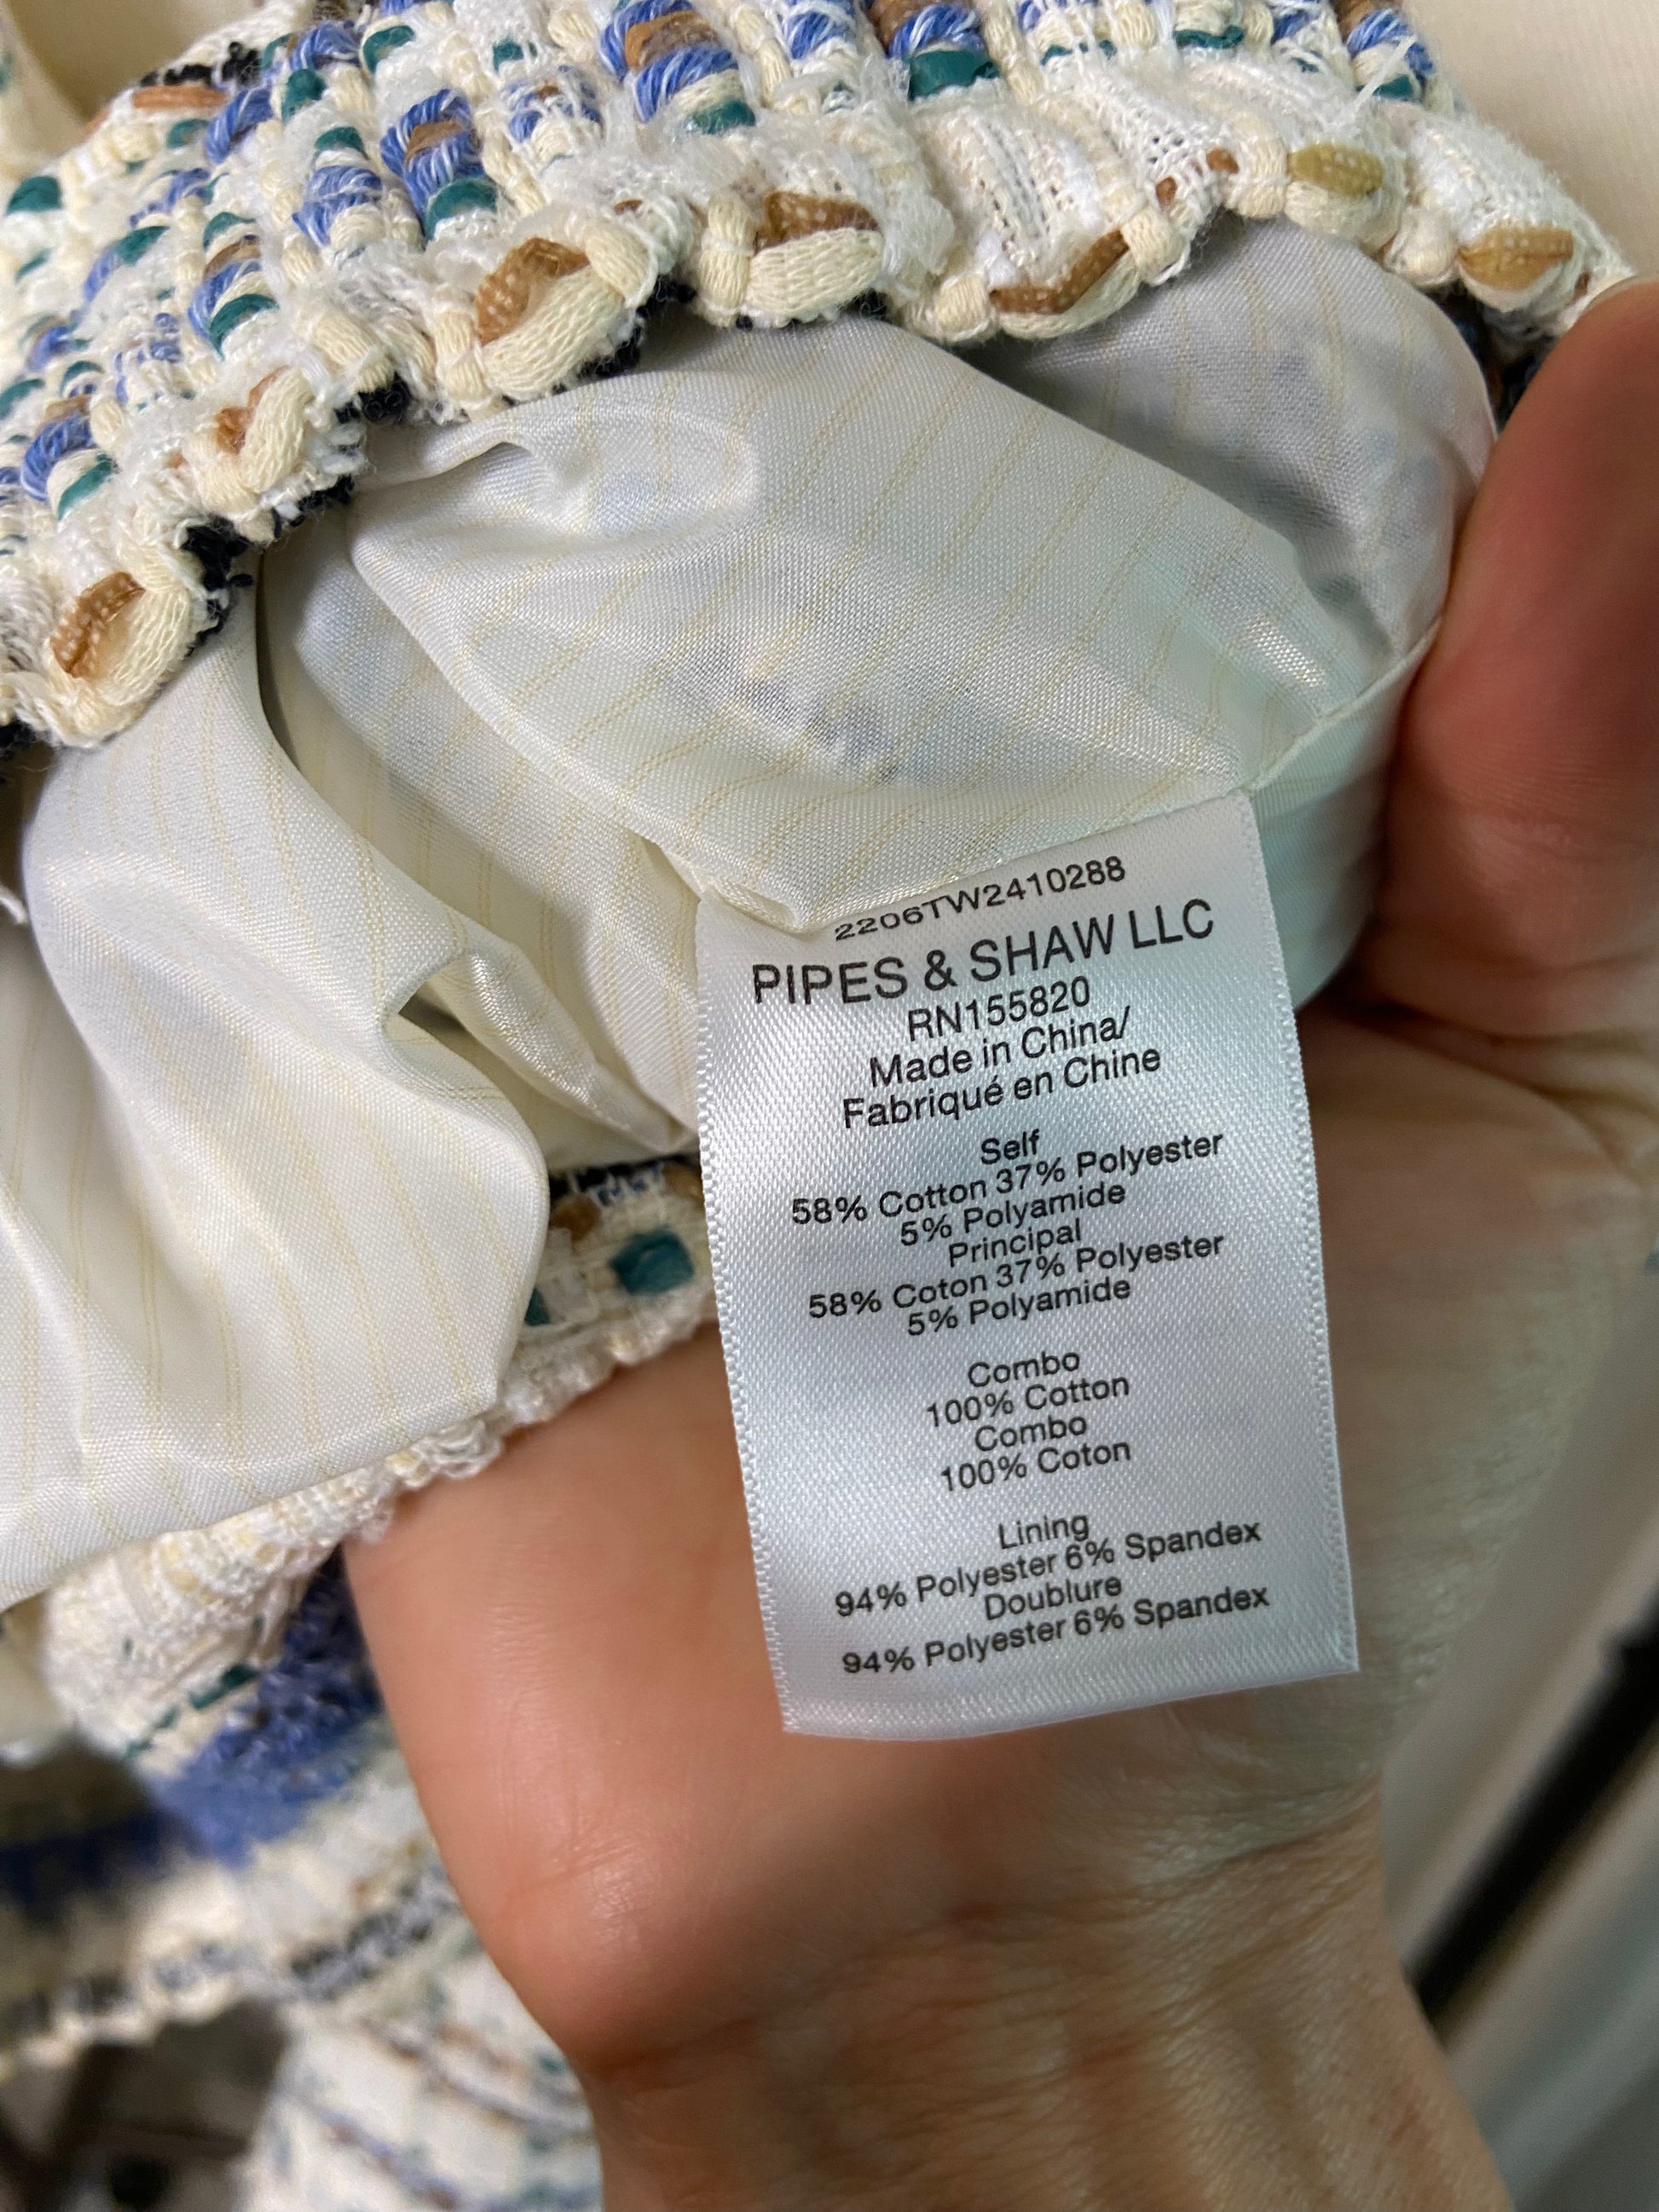 2206TW2410288
PIPES & SHAW LLC
RN155820
Made in China/
Fabriqué en Chine
Self
58% Cotton 37% Polyester
5% Polyamide
Principal
58% Coton 37% Polyester
5% Polyamide
Combo
100% Cotton
Combo
100% Coton
Lining
94% Polyester 6% Spandex
Doublure
94% Polyester 6% Spandex